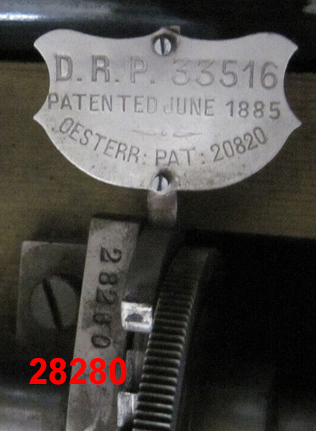 D. R. P. 33516
PATENTED JUNE 1885
OESTERR: PAT: 20820
28280
28280